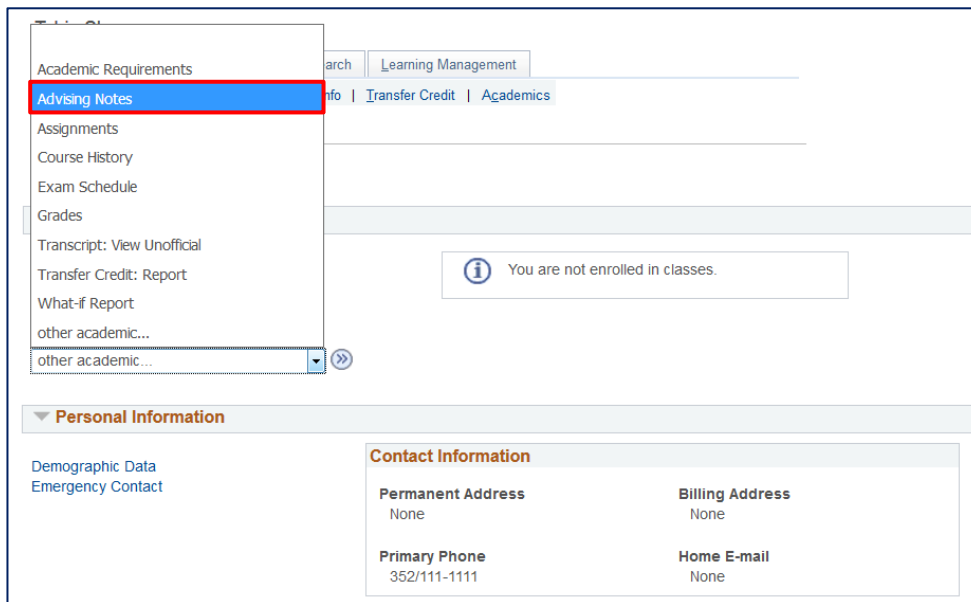 Academic Requirements
arch
Learning Management
Advising Notes
nfo | Transfer Credit | Academics
Assignments
Course History
Exam Schedule
Grades
Transcript: View Unofficial
You are not enrolled in classes.
Transfer Credit: Report
What-if Report
other academic...
other academic...
Personal Information
Demographic Data
Emergency Contact
Contact Information
Permanent Address
None
Billing Address
None
Primary Phone
352/111-1111
Home E-mail
None